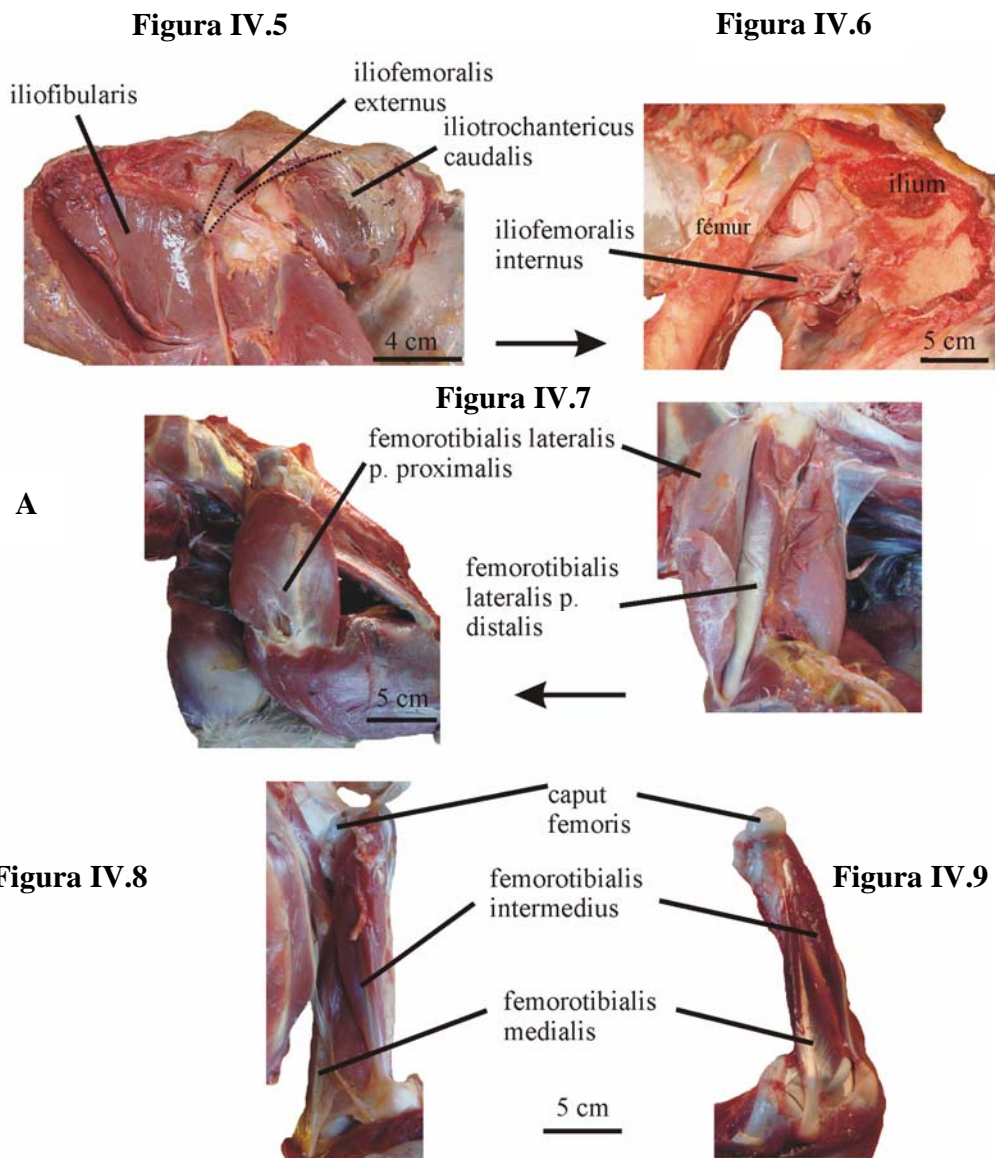 Figura IV.5
Figura IV.6
iliofibularis
iliofemoralis
externus
iliotrochantericus
caudalis
4 cm
ilium
fémur
iliofemoralis
internus
5 cm
Figura IV.7
A
femorotibialis lateralis
p. proximalis
femorotibialis
lateralis p.
distalis
5 cm
Figura IV.8
Figura IV.9
caput
femoris
femorotibialis
intermedius
femorotibialis
medialis
5 cm